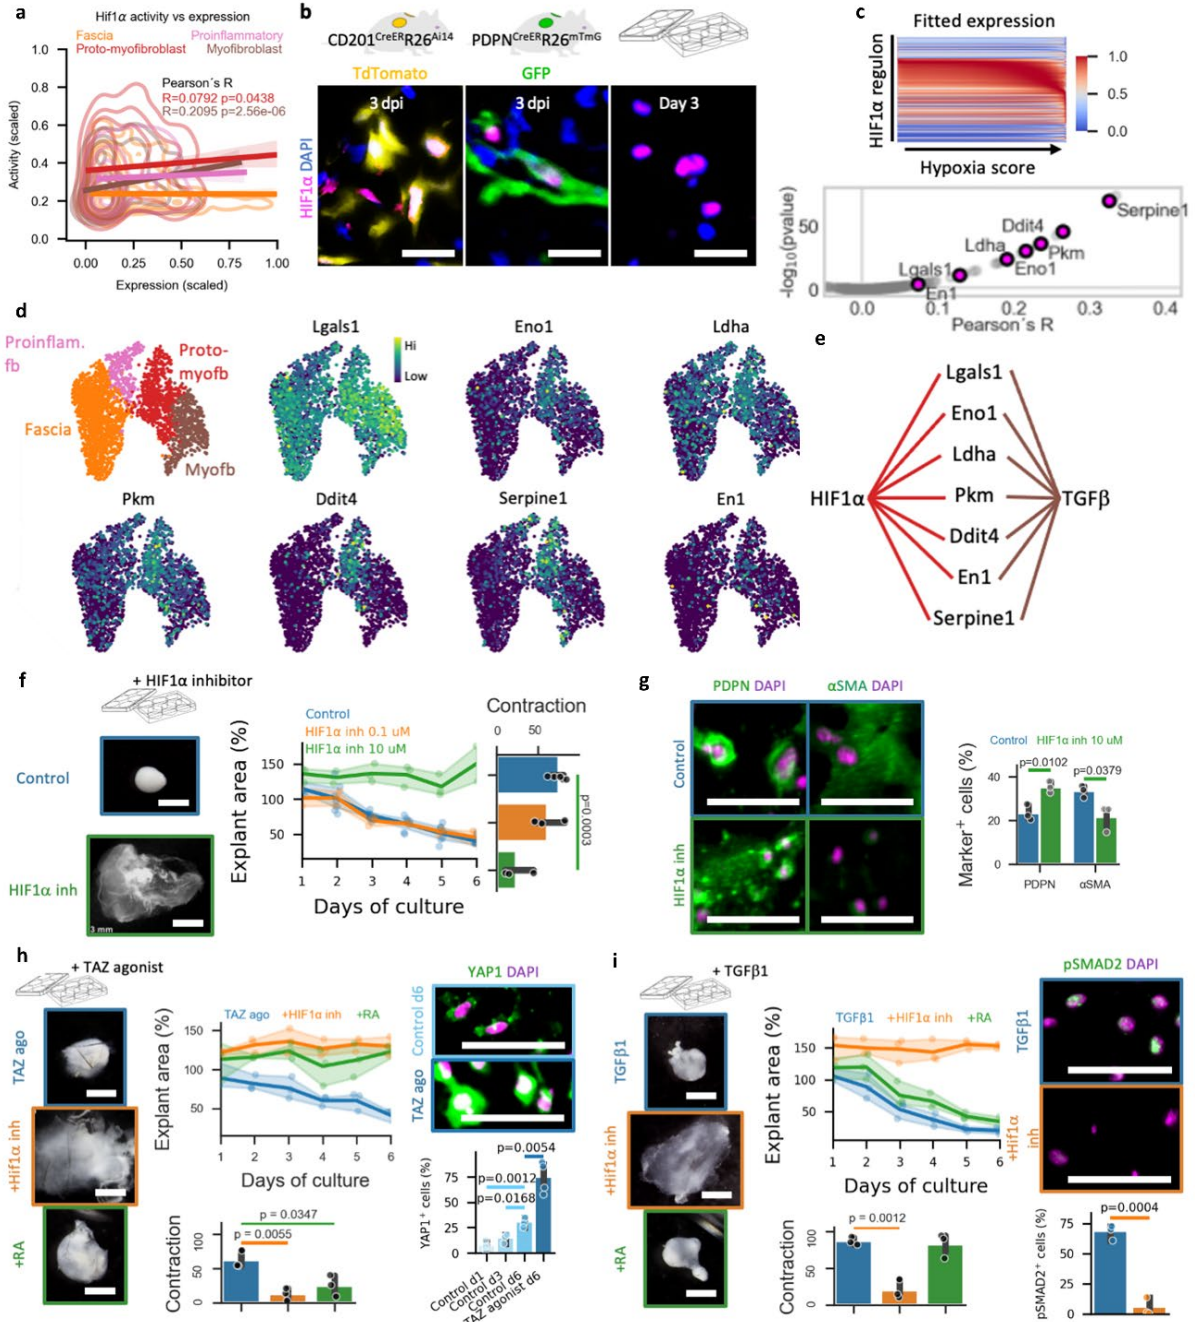 a
Hif1α activity vs expression
Fascia
Proinflammatory
Proto-myofibroblast
Myofibroblast
Pearson´s R
R=0.0792 p=0.0438
R=0.2095 p=2.56e-06
Activity (scaled)
1.0
0.8
0.6
0.4
0.2
0.0
0.00 0.25 0.50 0.75 1.00
Expression (scaled)
b
CD201CreERR26Ai14
PDPNCreERR26mTmG
TdTomato
GFP
HIF1α DAPI
3 dpi
3 dpi
Day 3
c
Fitted expression
HIF1α regulon
1.0
0.5
0.0
Hypoxia score
-log10(pvalue)
50
0
Serpine1
Ddit4
Pkm
Ldha
Eno1
Lgals1
En1
0.0 0.1 0.2 0.3 0.4
Pearson´s R
d
Proinflam.
fb
Proto-
myofb
Fascia
Myofb
Lgals1
Hi
Low
Eno1
Ldha
Pkm
Ddit4
Serpine1
En1
e
Lgals1
Eno1
Ldha
HIF1α
Pkm
TGFβ
Ddit4
En1
Serpine1
f
+ HIF1α inhibitor
Control
HIF1α inh
3 mm
Explant area (%)
Control
HIF1α inh 0.1 uM
HIF1α inh 10 uM
150
100
50
1 2 3 4 5 6
Days of culture
Contraction
0 50
p=0.0003
g
PDPN DAPI
αSMA DAPI
Control
HIF1α inh
Marker+ cells (%)
Control HIF1α inh 10 uM
p=0.0102
p=0.0379
40
20
0
PDPN αSMA
h
+ TAZ agonist
TAZ ago
+Hif1α inh
+RA
Explant area (%)
TAZ ago +HIF1α inh +RA
150
100
50
1 2 3 4 5 6
Days of culture
Contraction
p = 0.0347
p = 0.0055
100
50
0
YAP1 DAPI
Control d6
TAZ ago
YAP1+ cells (%)
p=0.0054
p=0.0012
p=0.0168
75
50
25
0
Control d1
Control d3
Control d6
TAZ agonist d6
i
+ TGFβ1
TGFβ1
+Hif1α inh
+RA
Explant area (%)
TGFβ1 +HIF1α inh +RA
150
100
50
1 2 3 4 5 6
Days of culture
Contraction
p = 0.0012
100
50
0
pSMAD2 DAPI
TGFβ1
+Hif1α
inh
pSMAD2+ cells (%)
p=0.0004
75
50
25
0